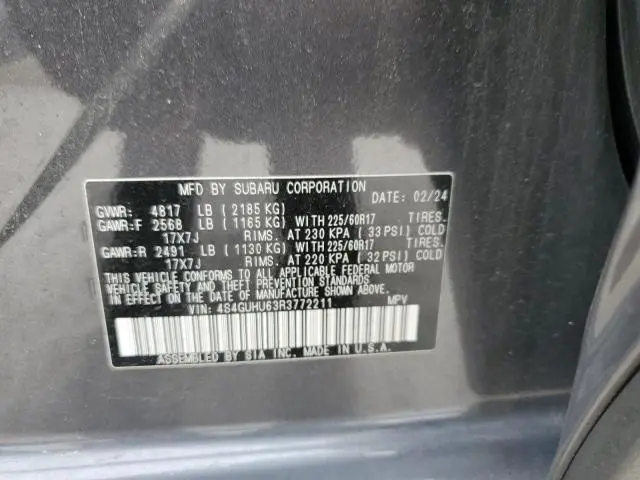 MFD BY SUBARU CORPORATION
DATE: 02/24
GVWR: 4817 LB (2185 KG)
GAWR:F 2568 LB (1165 KG) WITH 225/60R17 TIRES.
17X7J RIMS. AT 230 KPA (33 PSI) COLD
GAWR:R 2491 LB (1130 KG) WITH 225/60R17 TIRES.
17X7J RIMS. AT 220 KPA (32 PSI) COLD
THIS VEHICLE CONFORMS TO ALL APPLICABLE FEDERAL MOTOR
VEHICLE SAFETY AND THEFT PREVENTION STANDARDS
IN EFFECT ON THE DATE OF MANUFACTURE SHOWN ABOVE.
VIN: 4S4GUHU63R3772211 MPV
ASSEMBLED BY SIA INC. MADE IN U.S.A.